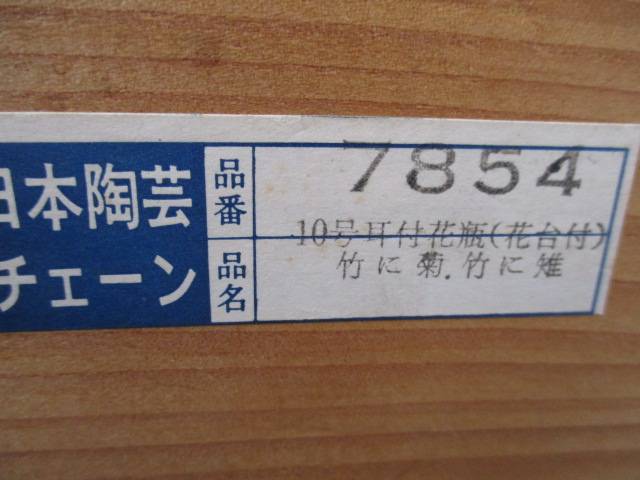 日本陶芸
チェーン
品番
7854
品名
10号耳付花瓶(花台付)
竹に菊.竹に雉